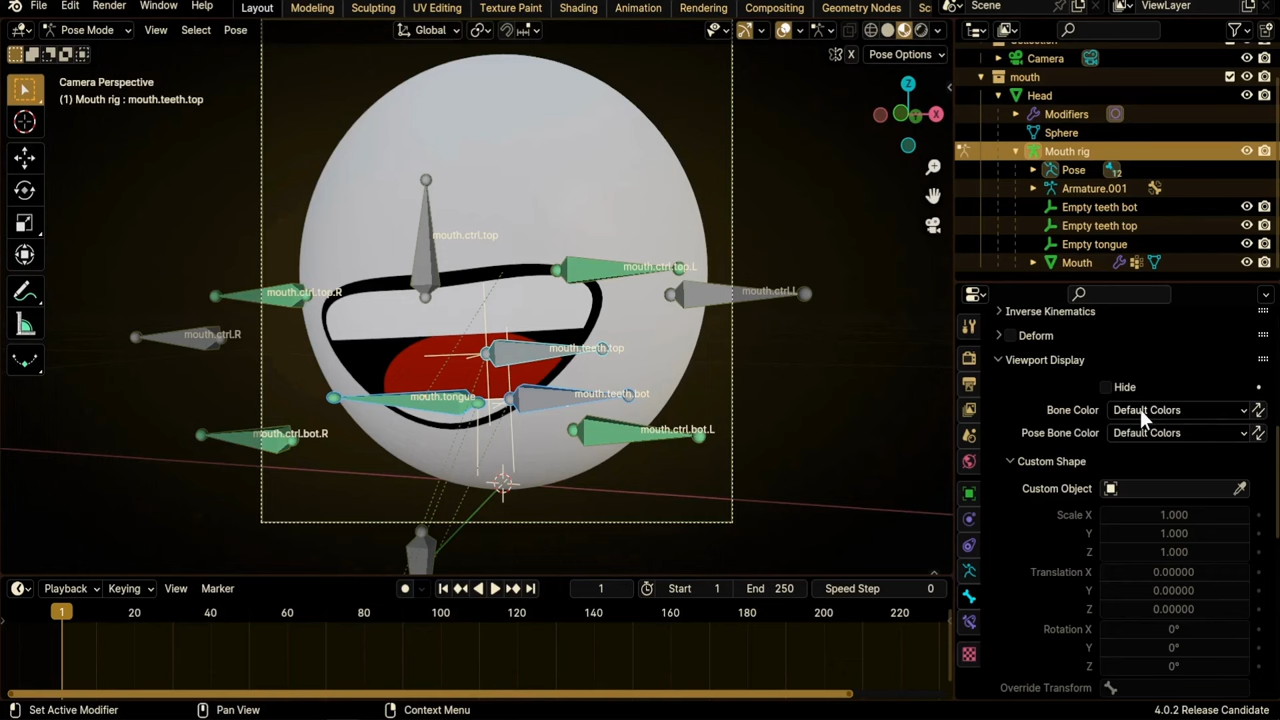 File Edit Render Window Help Layout Modeling Sculpting UV Editing Texture Paint Shading Animation Rendering Compositing Geometry Nodes Scene ViewLayer
Pose Mode View Select Pose Global
X Pose Options
Camera Perspective
(1) Mouth rig : mouth.teeth.top
Z
X
Y
mouth.ctrl.top
mouth.ctrl.top.L
mouth.ctrl.top.R
mouth.ctrl.L
mouth.ctrl.R
mouth.teeth.top
mouth.teeth.bot
mouth.tongue
mouth.ctrl.bot.L
mouth.ctrl.bot.R
Camera
mouth
Head
Modifiers
Sphere
Mouth rig
Pose 12
Armature.001
Empty teeth bot
Empty teeth top
Empty tongue
Mouth
Inverse Kinematics
Deform
Viewport Display
Hide
Bone Color Default Colors
Pose Bone Color Default Colors
Custom Shape
Custom Object
Scale X 1.000
Y 1.000
Z 1.000
Translation X 0.00000
Y 0.00000
Z 0.00000
Rotation X 0°
Y 0°
Z 0°
Override Transform
Playback Keying View Marker 1 Start 1 End 250 Speed Step 0
1 20 40 60 80 100 120 140 160 180 200 220
Set Active Modifier Pan View Context Menu 4.0.2 Release Candidate